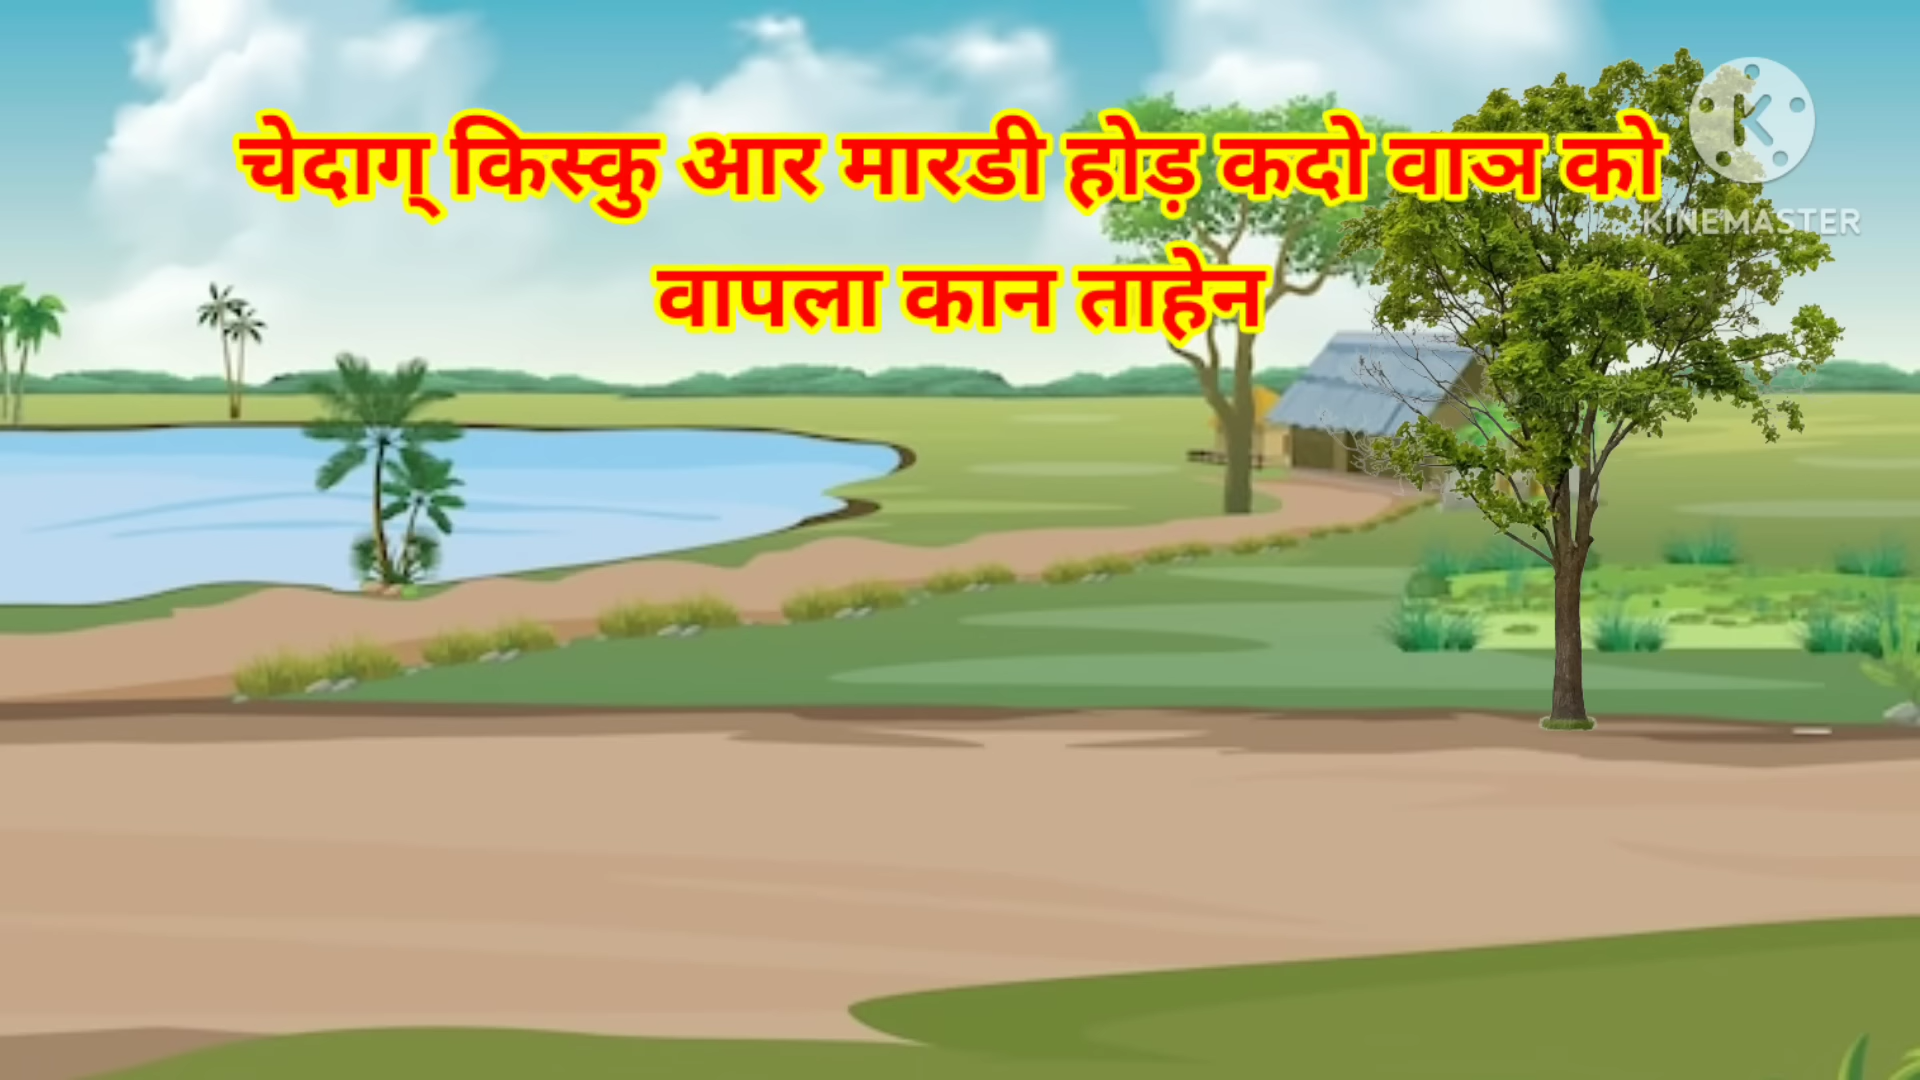 चेदाग् किस्कु आर मारडी होड़ कदो वाञ को
वापला कान ताहेन
KINEMASTER